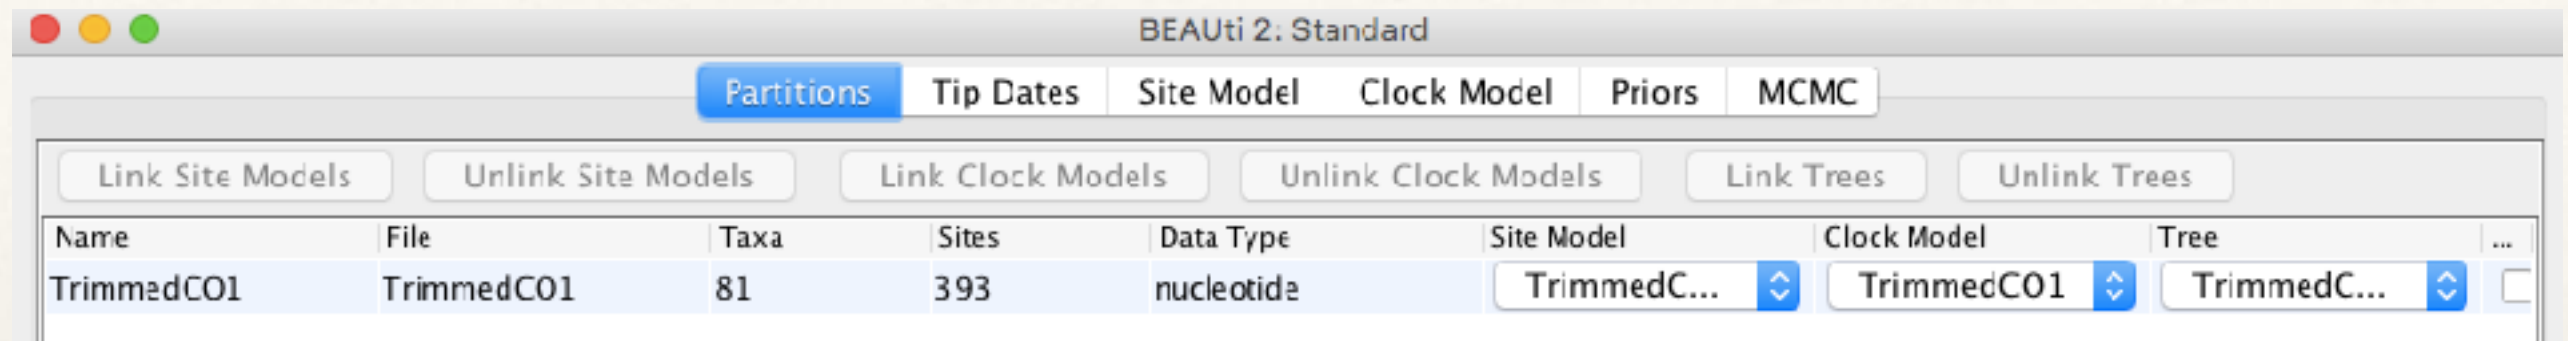 BEAUti 2: Standard
Partitions Tip Dates Site Model Clock Model Priors MCMC
Link Site Models Unlink Site Models Link Clock Models Unlink Clock Models Link Trees Unlink Trees
Name File Taxa Sites Data Type Site Model Clock Model Tree ...
TrimmedCO1 TrimmedCO1 81 393 nucleotide TrimmedC... TrimmedCO1 TrimmedC...